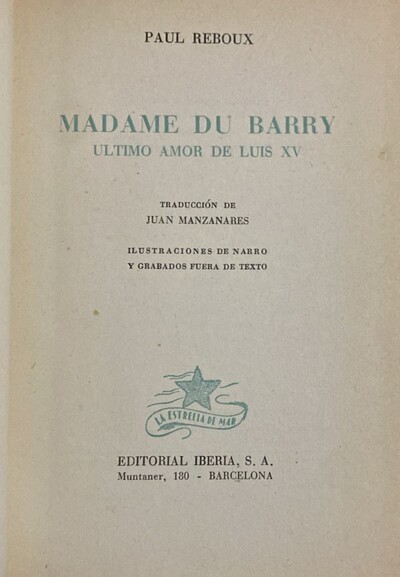 PAUL REBOUX
MADAME DU BARRY
ULTIMO AMOR DE LUIS XV
TRADUCCIÓN DE
JUAN MANZANARES
ILUSTRACIONES DE NARRO
Y GRABADOS FUERA DE TEXTO
LA ESTRELLA DE MAR
EDITORIAL IBERIA, S. A.
Muntaner, 180 - BARCELONA